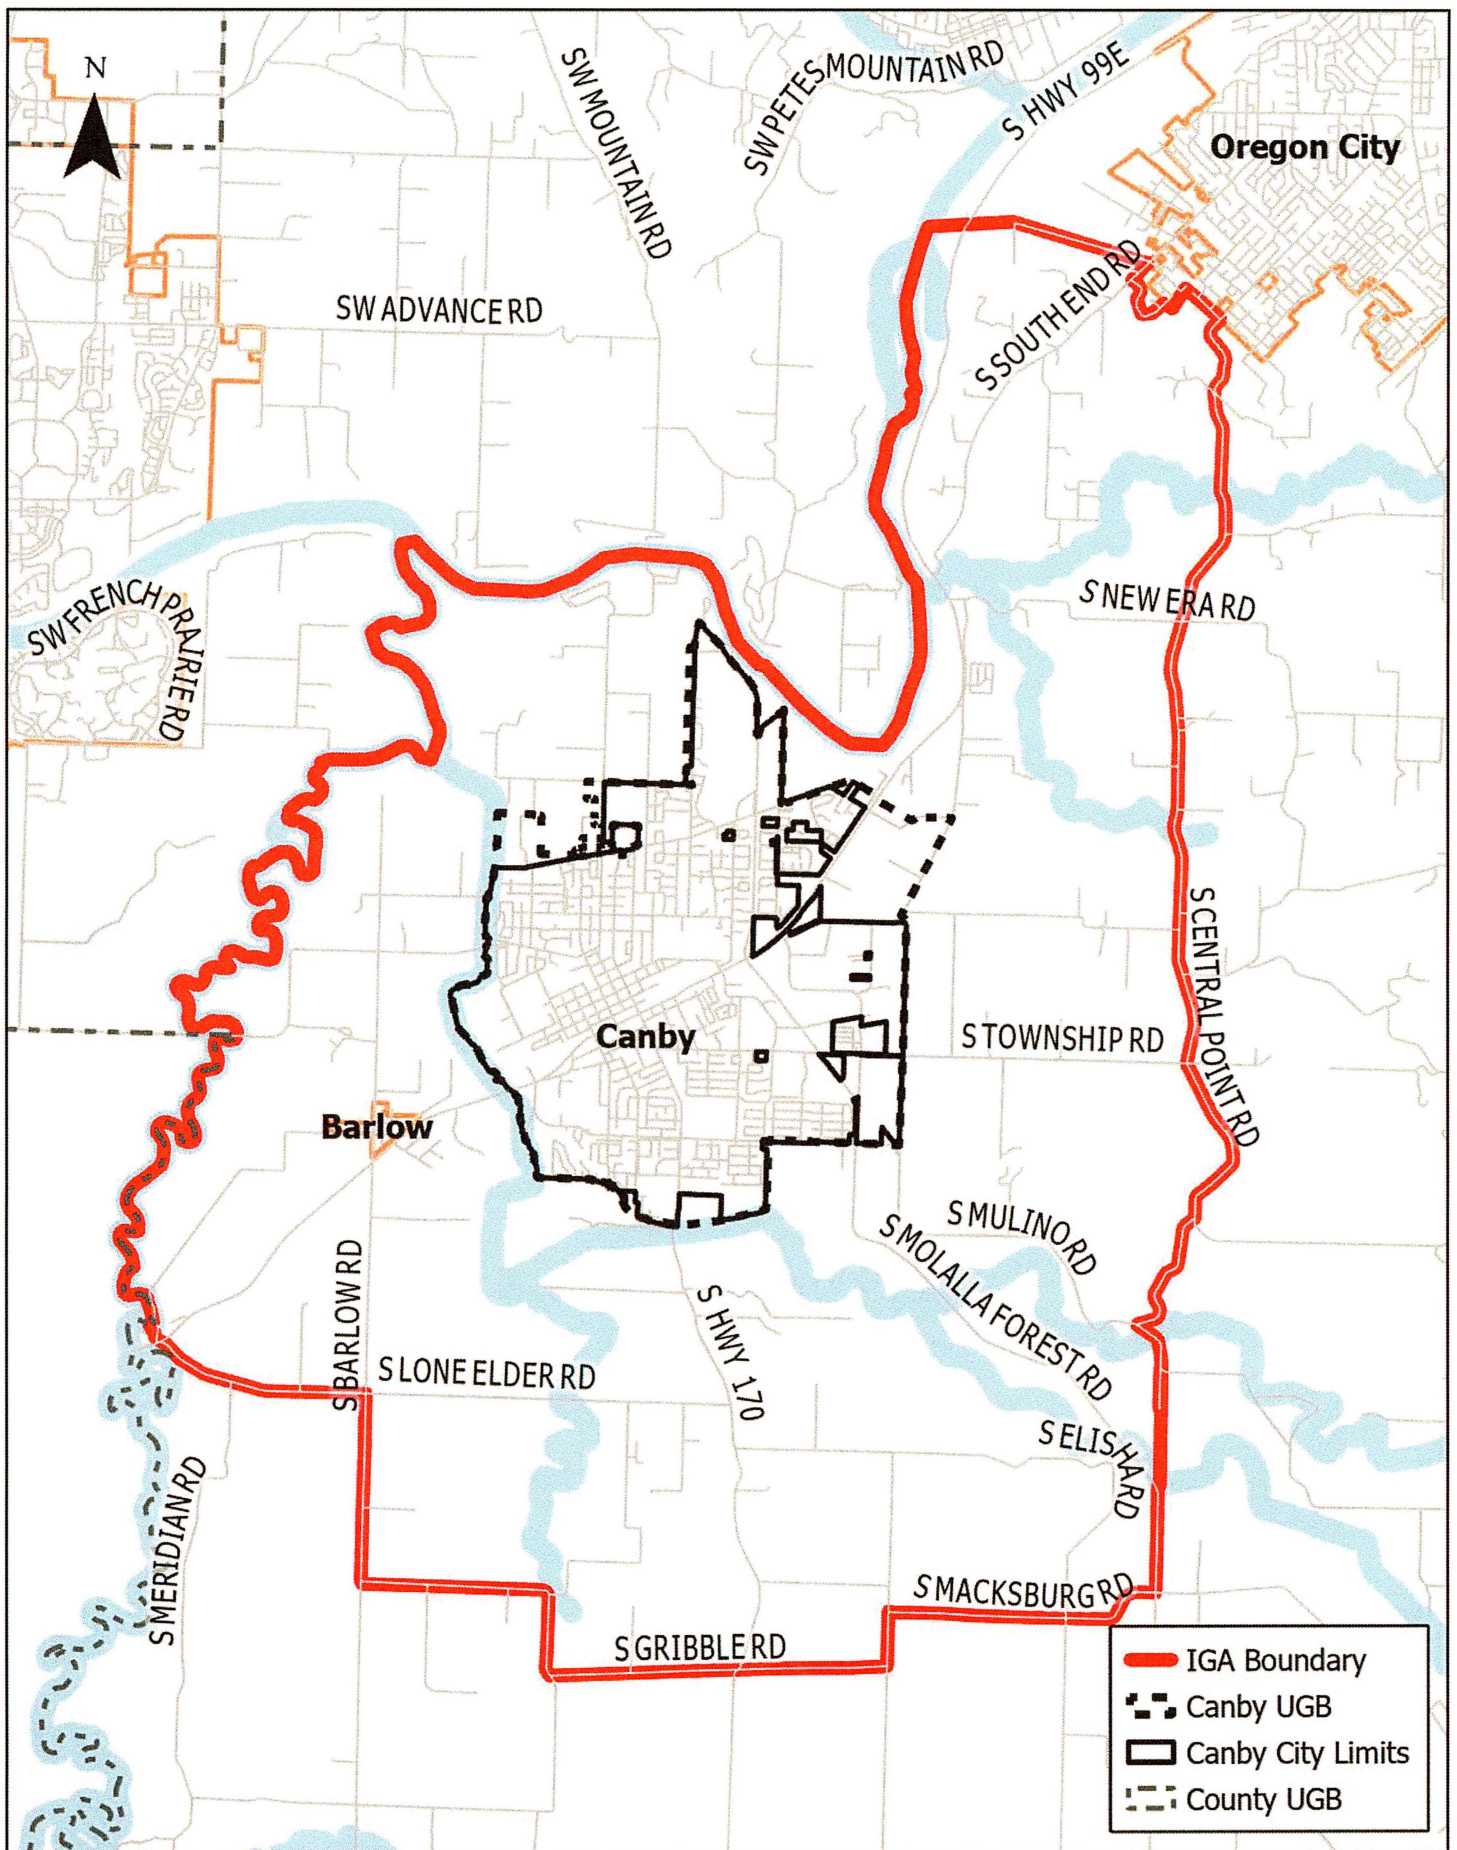 N
SW MOUNTAIN RD
SW PETES MOUNTAIN RD
S HWY 99E
Oregon City
SW ADVANCE RD
S SOUTH END RD
SW FRENCH PRAIRIE RD
S NEW ERA RD
S CENTRAL POINT RD
Canby
S TOWNSHIP RD
Barlow
S MULINO RD
S MOLALLA FOREST RD
S BARLOW RD
S HWY 170
S LONE ELDER RD
S ELISHA RD
S MERIDIAN RD
S MACKSBURG RD
S GRIBBLE RD
IGA Boundary
Canby UGB
Canby City Limits
County UGB